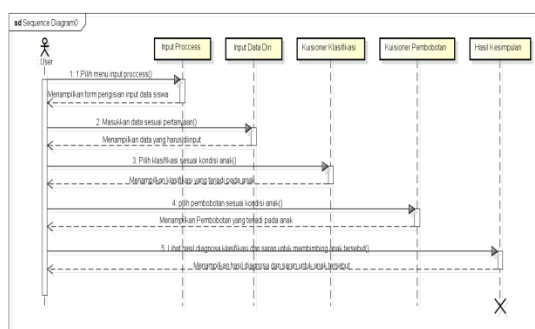 sd Sequence Diagram0
Input Proccess
Input Data Diri
Kuisioner Klasifikasi
Kuisioner Pembobotan
Hasil Kesimpulan
: User
1: 1.Pilih menu input proccess()
Menampilkan form pengisian input data siswa
2: Masukkan data sesuai pertanyaan()
Menampilkan data yang harus diinput
3: Pilih klasifikasi sesuai kondisi anak()
Menampilkan klasifikasi yang terjadi pada anak
4: pilih pembobotan sesuai kondisi anak()
Menampilkan Pembobotan yang terjadi pada anak
5: Lihat hasil diagnosa klasifikasi dan saran untuk membimbing anak tersebut()
Menampilkan hasil diagnosa dan saran untuk anak tersebut